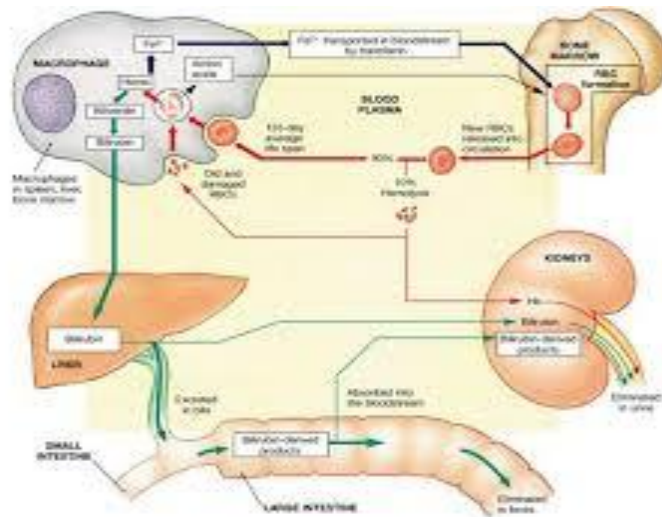 MACROPHAGE
Fe²⁺
Fe²⁺ transported in bloodstream
by transferrin
BONE
MARROW
Amino
acids
Heme
RBC
formation
Biliverdin
Bilirubin
BLOOD
PLASMA
120-day
average
life span
New RBCs
released into
circulation
90%
10%
Hemolysis
Macrophages
in spleen, liver,
bone marrow
Old and
damaged
RBCs
KIDNEYS
Hb
Bilirubin
Bilirubin
Bilirubin-derived
products
LIVER
Absorbed into
the bloodstream
Excreted
in bile
Eliminated
in urine
SMALL
INTESTINE
Bilirubin-derived
products
LARGE INTESTINE
Eliminated
in feces